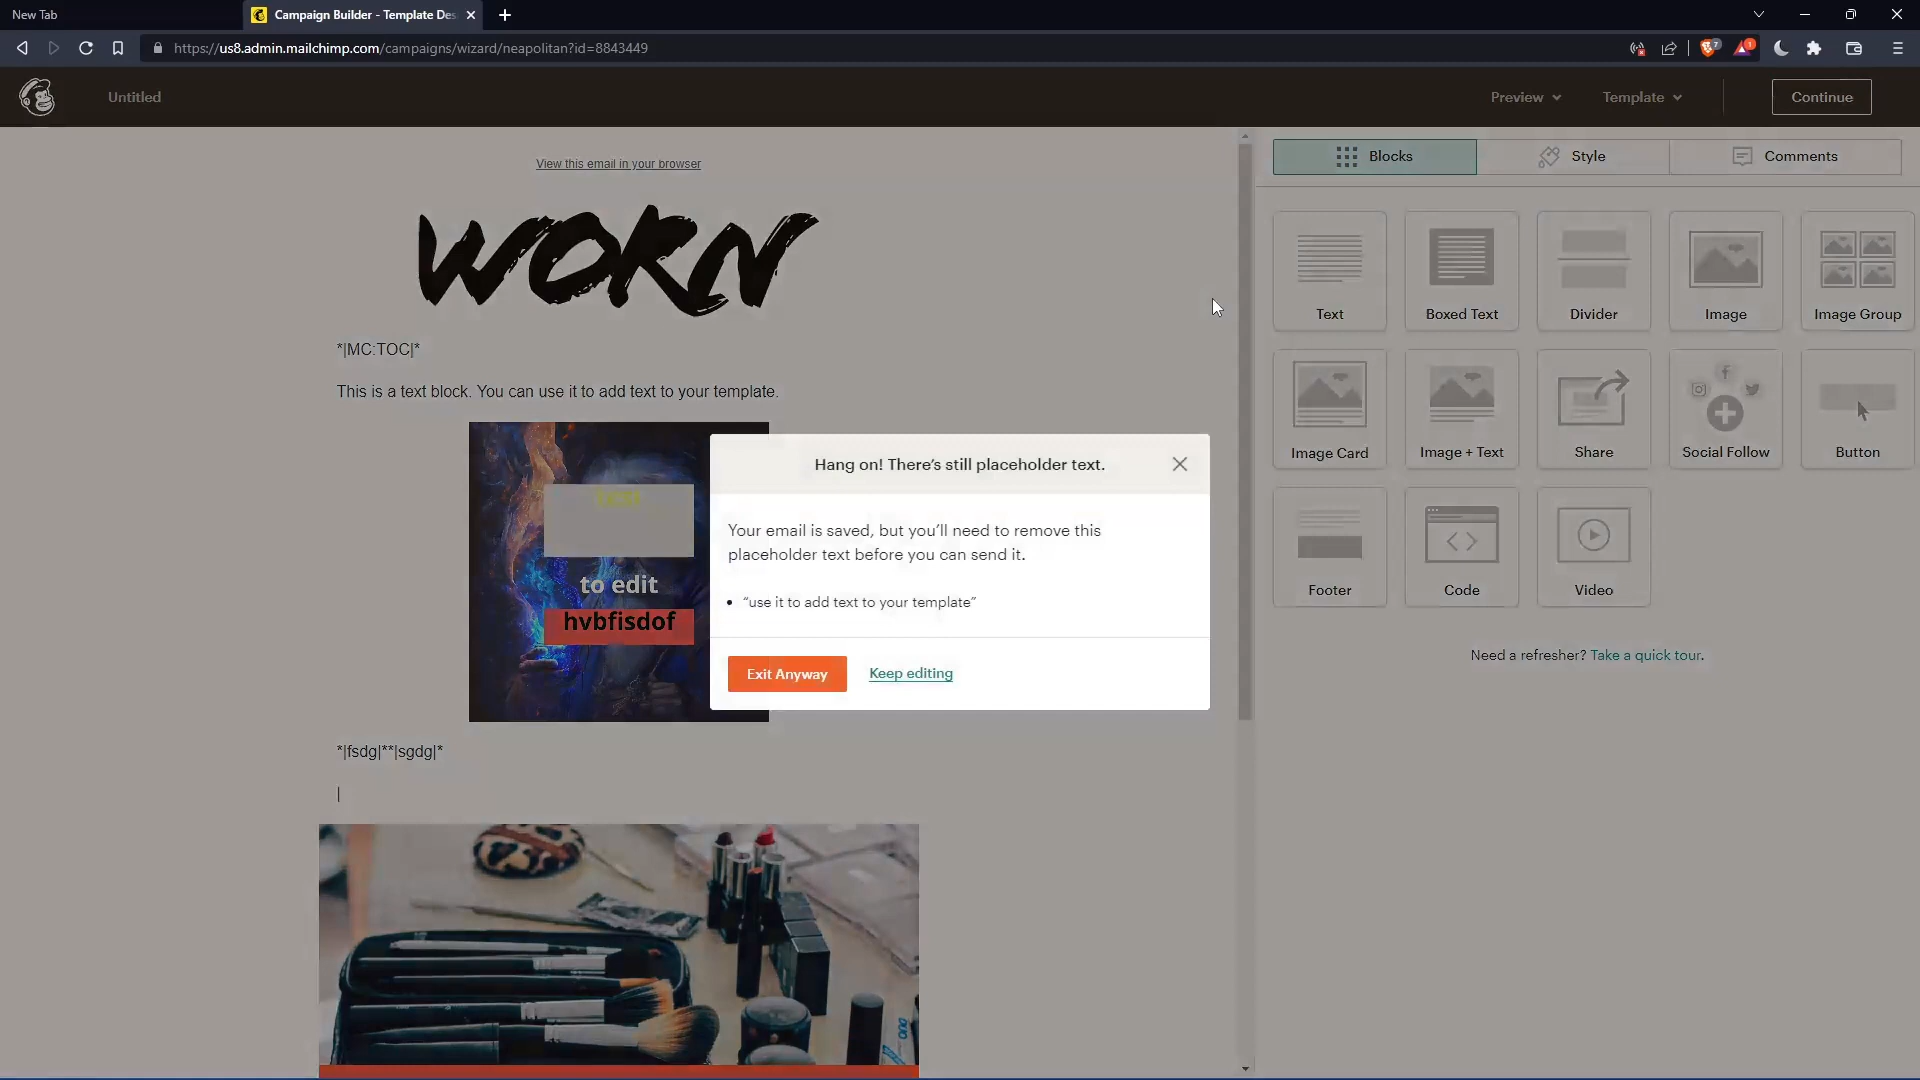 New Tab
Campaign Builder - Template Des
https://us8.admin.mailchimp.com/campaigns/wizard/neapolitan?id=8843449
7
1
Untitled
Preview
Template
Continue
View this email in your browser
WORN
*|MC:TOC|*
This is a text block. You can use it to add text to your template.
to edit
hvbfisdof
*|fsdg|**|sgdg|*
Hang on! There's still placeholder text.
Your email is saved, but you'll need to remove this
placeholder text before you can send it.
• “use it to add text to your template”
Exit Anyway
Keep editing
Blocks
Style
Comments
Text
Boxed Text
Divider
Image
Image Group
Image Card
Image + Text
Share
Social Follow
Button
Footer
Code
Video
Need a refresher? Take a quick tour.